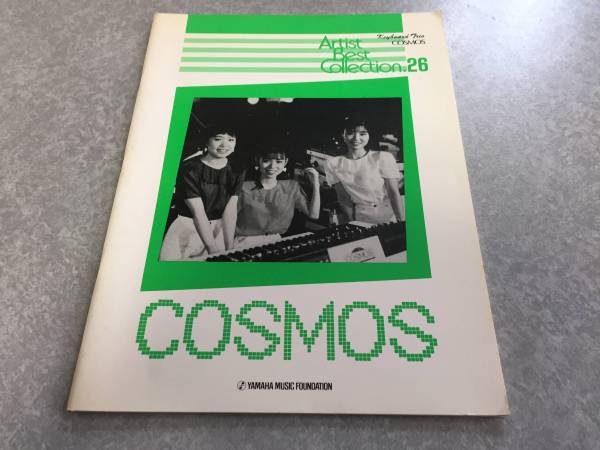 Keyboard Trio
COSMOS
Artist
Best
Collection.26
COSMOS
YAMAHA MUSIC FOUNDATION